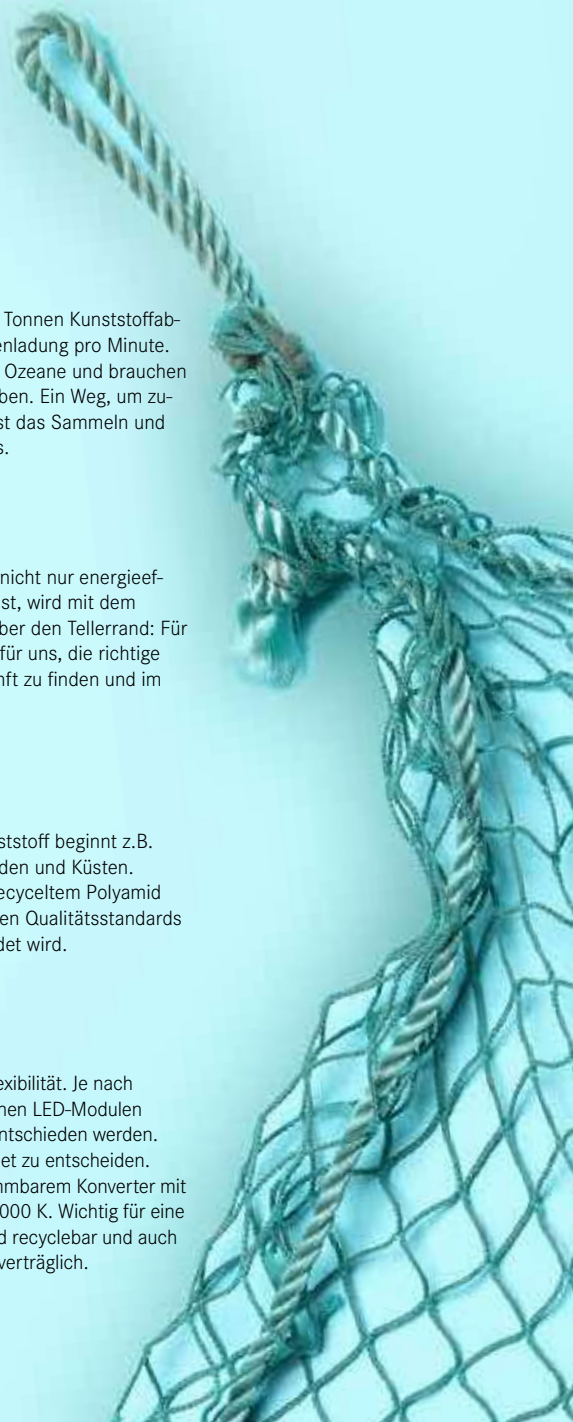 Tonnen Kunststoffab-
enladung pro Minute.
Ozeane und brauchen
ben. Ein Weg, um zu-
st das Sammeln und
s.
nicht nur energieef-
st, wird mit dem
ber den Tellerrand: Für
für uns, die richtige
nft zu finden und im
ststoff beginnt z.B.
den und Küsten.
ecyceltem Polyamid
en Qualitätsstandards
det wird.
exibilität. Je nach
nen LED-Modulen
ntschieden werden.
et zu entscheiden.
mmbarem Konverter mit
000 K. Wichtig für eine
d recyclebar und auch
verträglich.